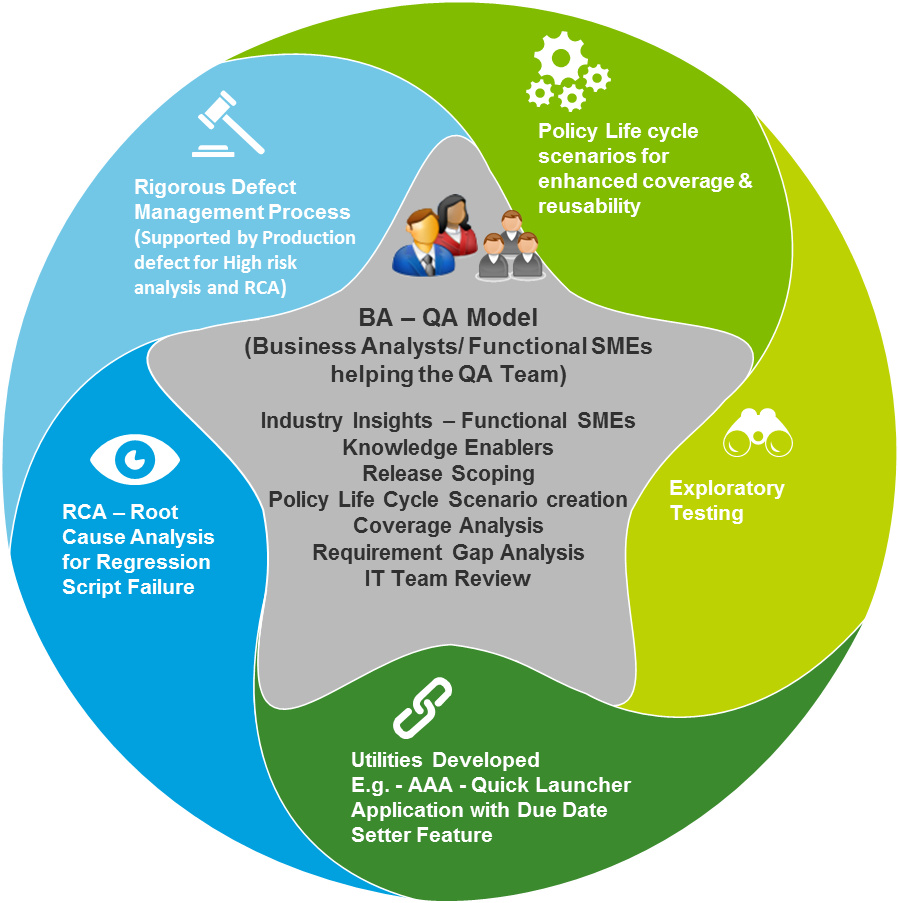 Policy Life cycle
scenarios for
enhanced coverage &
reusability
Rigorous Defect
Management Process
(Supported by Production
defect for High risk
analysis and RCA)
BA – QA Model
(Business Analysts/ Functional SMEs
helping the QA Team)
Industry Insights – Functional SMEs
Knowledge Enablers
Release Scoping
Policy Life Cycle Scenario creation
Coverage Analysis
Requirement Gap Analysis
IT Team Review
Exploratory
Testing
RCA – Root
Cause Analysis
for Regression
Script Failure
Utilities Developed
E.g. - AAA - Quick Launcher
Application with Due Date
Setter Feature